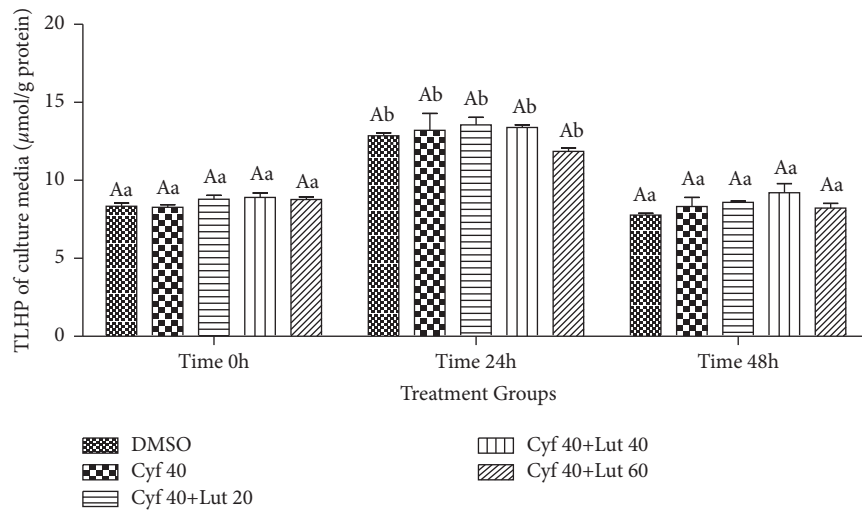 TLHP of culture media (µmol/g protein)
20
15
10
5
0
Aa Aa Aa Aa Aa
Ab Ab Ab Ab Ab
Aa Aa Aa Aa Aa
Time 0h Time 24h Time 48h
Treatment Groups
DMSO
Cyf 40
Cyf 40+Lut 20
Cyf 40+Lut 40
Cyf 40+Lut 60